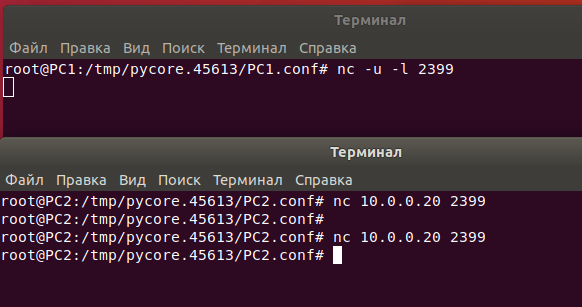 Терминал
Файл Правка Вид Поиск Терминал Справка
root@PC1:/tmp/pycore.45613/PC1.conf# nc -u -l 2399
Терминал
Файл Правка Вид Поиск Терминал Справка
root@PC2:/tmp/pycore.45613/PC2.conf# nc 10.0.0.20 2399
root@PC2:/tmp/pycore.45613/PC2.conf#
root@PC2:/tmp/pycore.45613/PC2.conf# nc 10.0.0.20 2399
root@PC2:/tmp/pycore.45613/PC2.conf#